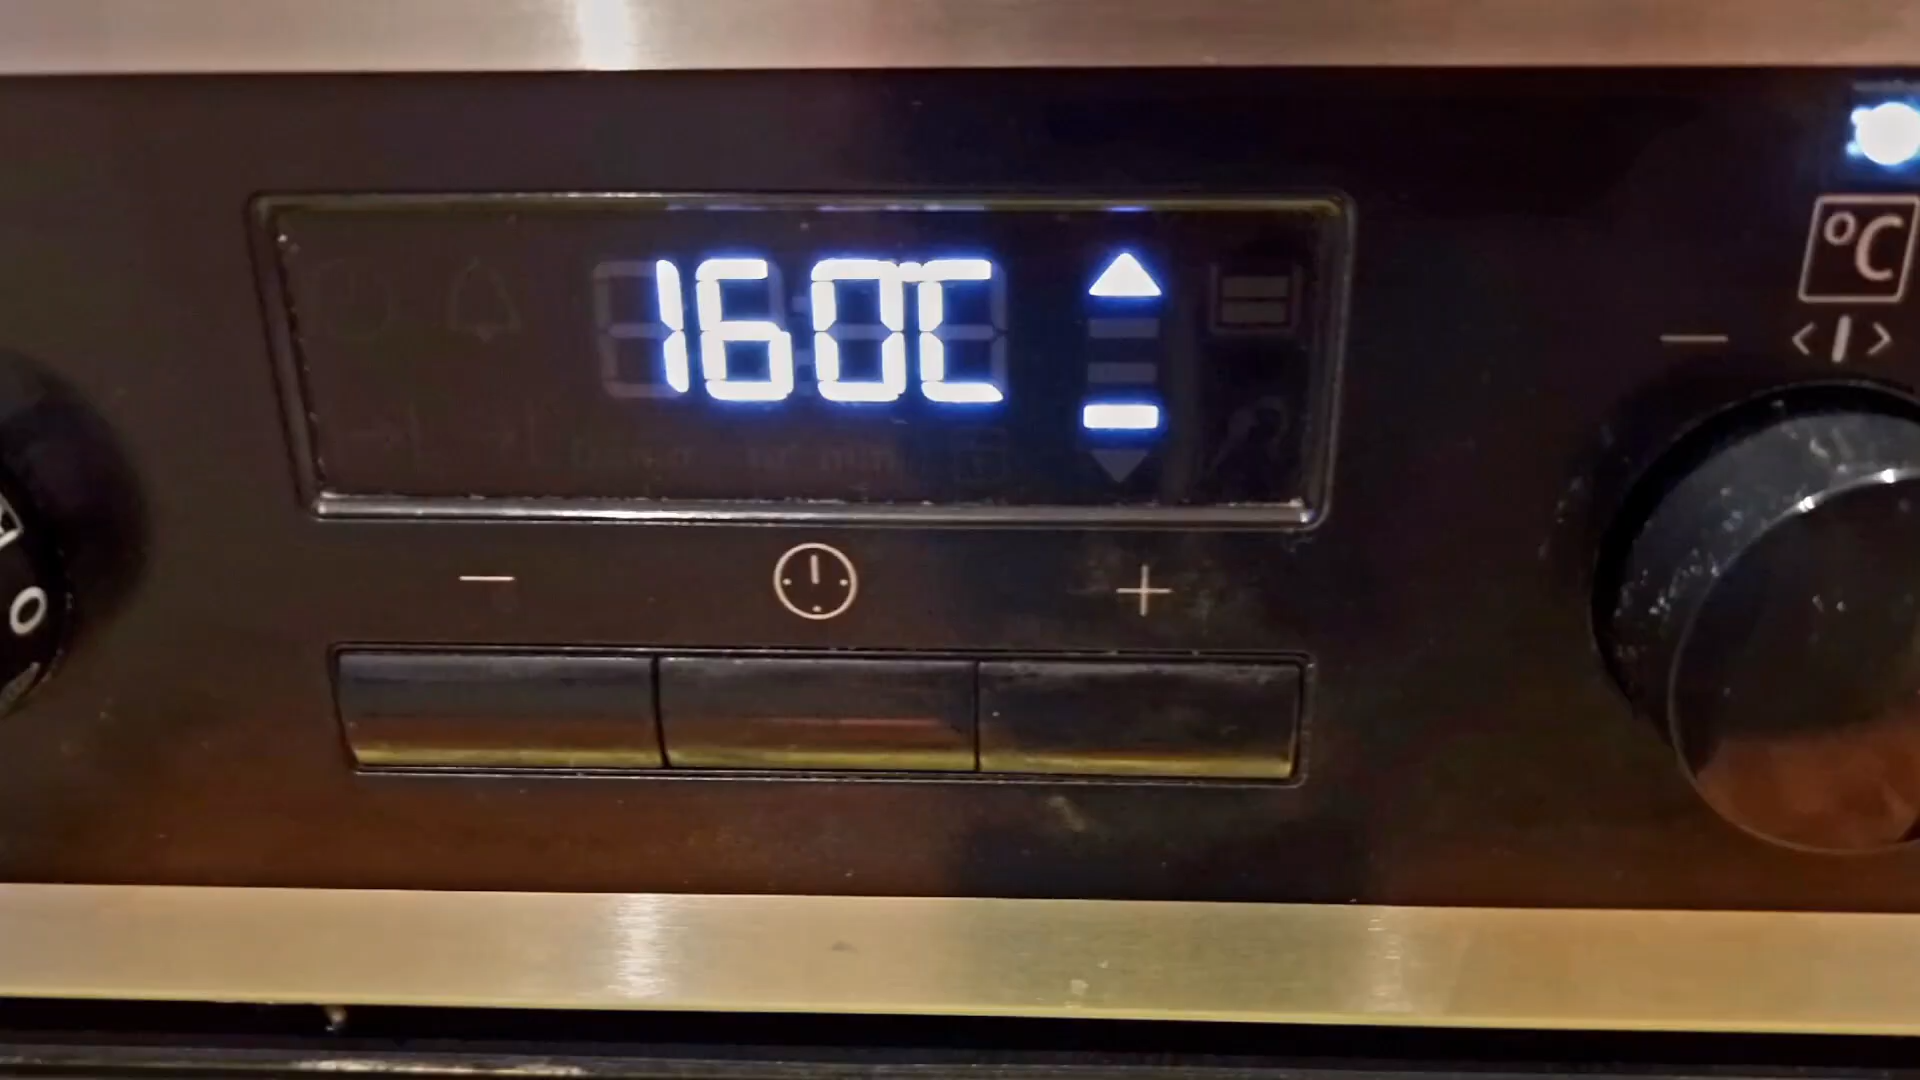 160°C
°C
— <I>
— +
O